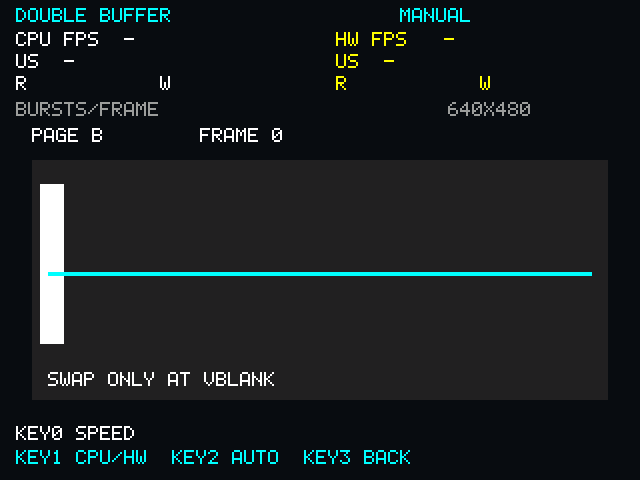 DOUBLE BUFFER MANUAL
CPU FPS - HW FPS -
US - US -
R W R W
BURSTS/FRAME 640X480
PAGE B FRAME 0
SWAP ONLY AT VBLANK
KEY0 SPEED
KEY1 CPU/HW KEY2 AUTO KEY3 BACK